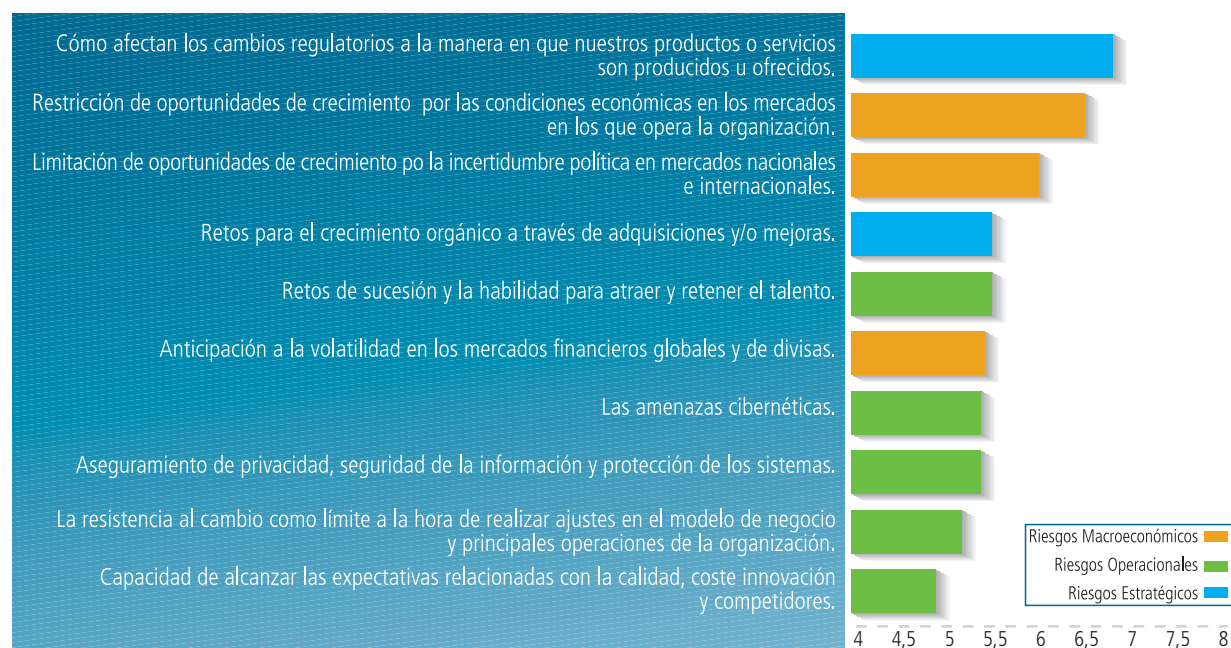 Cómo afectan los cambios regulatorios a la manera en que nuestros productos o servicios
son producidos u ofrecidos.
Restricción de oportunidades de crecimiento por las condiciones económicas en los mercados
en los que opera la organización.
Limitación de oportunidades de crecimiento po la incertidumbre política en mercados nacionales
e internacionales.
Retos para el crecimiento orgánico a través de adquisiciones y/o mejoras.
Retos de sucesión y la habilidad para atraer y retener el talento.
Anticipación a la volatilidad en los mercados financieros globales y de divisas.
Las amenazas cibernéticas.
Aseguramiento de privacidad, seguridad de la información y protección de los sistemas.
La resistencia al cambio como límite a la hora de realizar ajustes en el modelo de negocio
y principales operaciones de la organización.
Capacidad de alcanzar las expectativas relacionadas con la calidad, coste innovación
y competidores.
Riesgos Macroeconómicos
Riesgos Operacionales
Riesgos Estratégicos
4 4,5 5 5,5 6 6,5 7 7,5 8